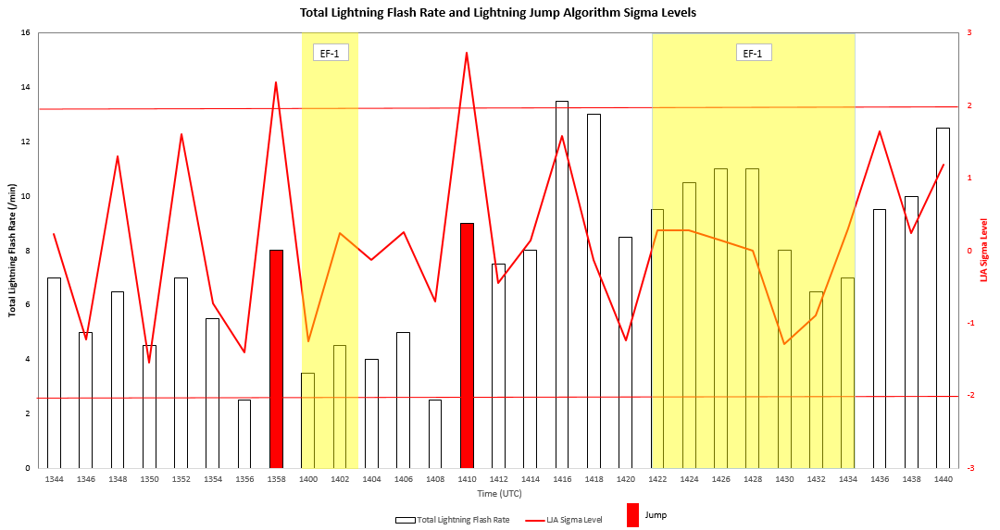 Total Lightning Flash Rate and Lightning Jump Algorithm Sigma Levels
16
14
12
10
8
6
4
2
0
Total Lightning Flash Rate (/min)
EF-1
EF-1
3
2
1
0
-1
-2
-3
LJA Sigma Level
1344 1346 1348 1350 1352 1354 1356 1358 1400 1402 1404 1406 1408 1410 1412 1414 1416 1418 1420 1422 1424 1426 1428 1430 1432 1434 1436 1438 1440
Time (UTC)
Total Lightning Flash Rate LJA Sigma Level Jump